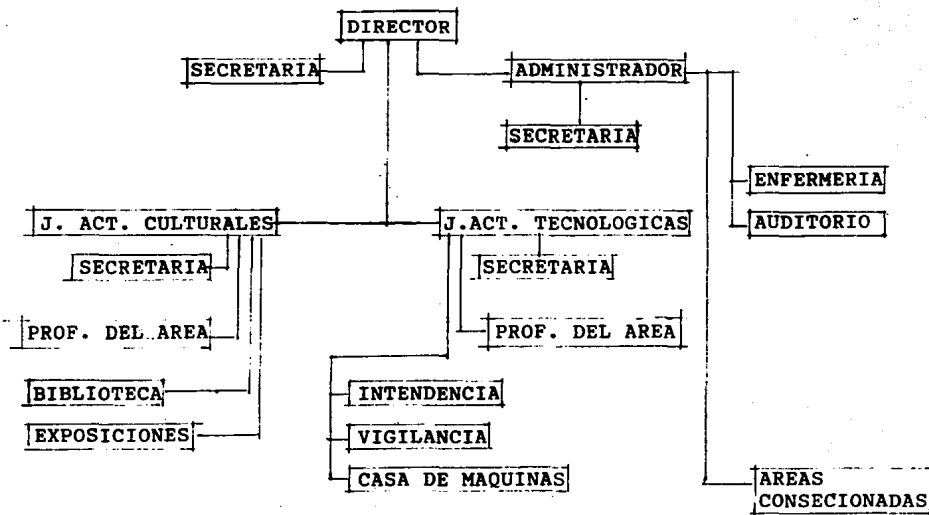 DIRECTOR
SECRETARIA
ADMINISTRADOR
SECRETARIA
ENFERMERIA
J. ACT. CULTURALES
J.ACT. TECNOLOGICAS
AUDITORIO
SECRETARIA
SECRETARIA
PROF. DEL AREA
PROF. DEL AREA
BIBLIOTECA
INTENDENCIA
EXPOSICIONES
VIGILANCIA
CASA DE MAQUINAS
AREAS
CONSECIONADAS